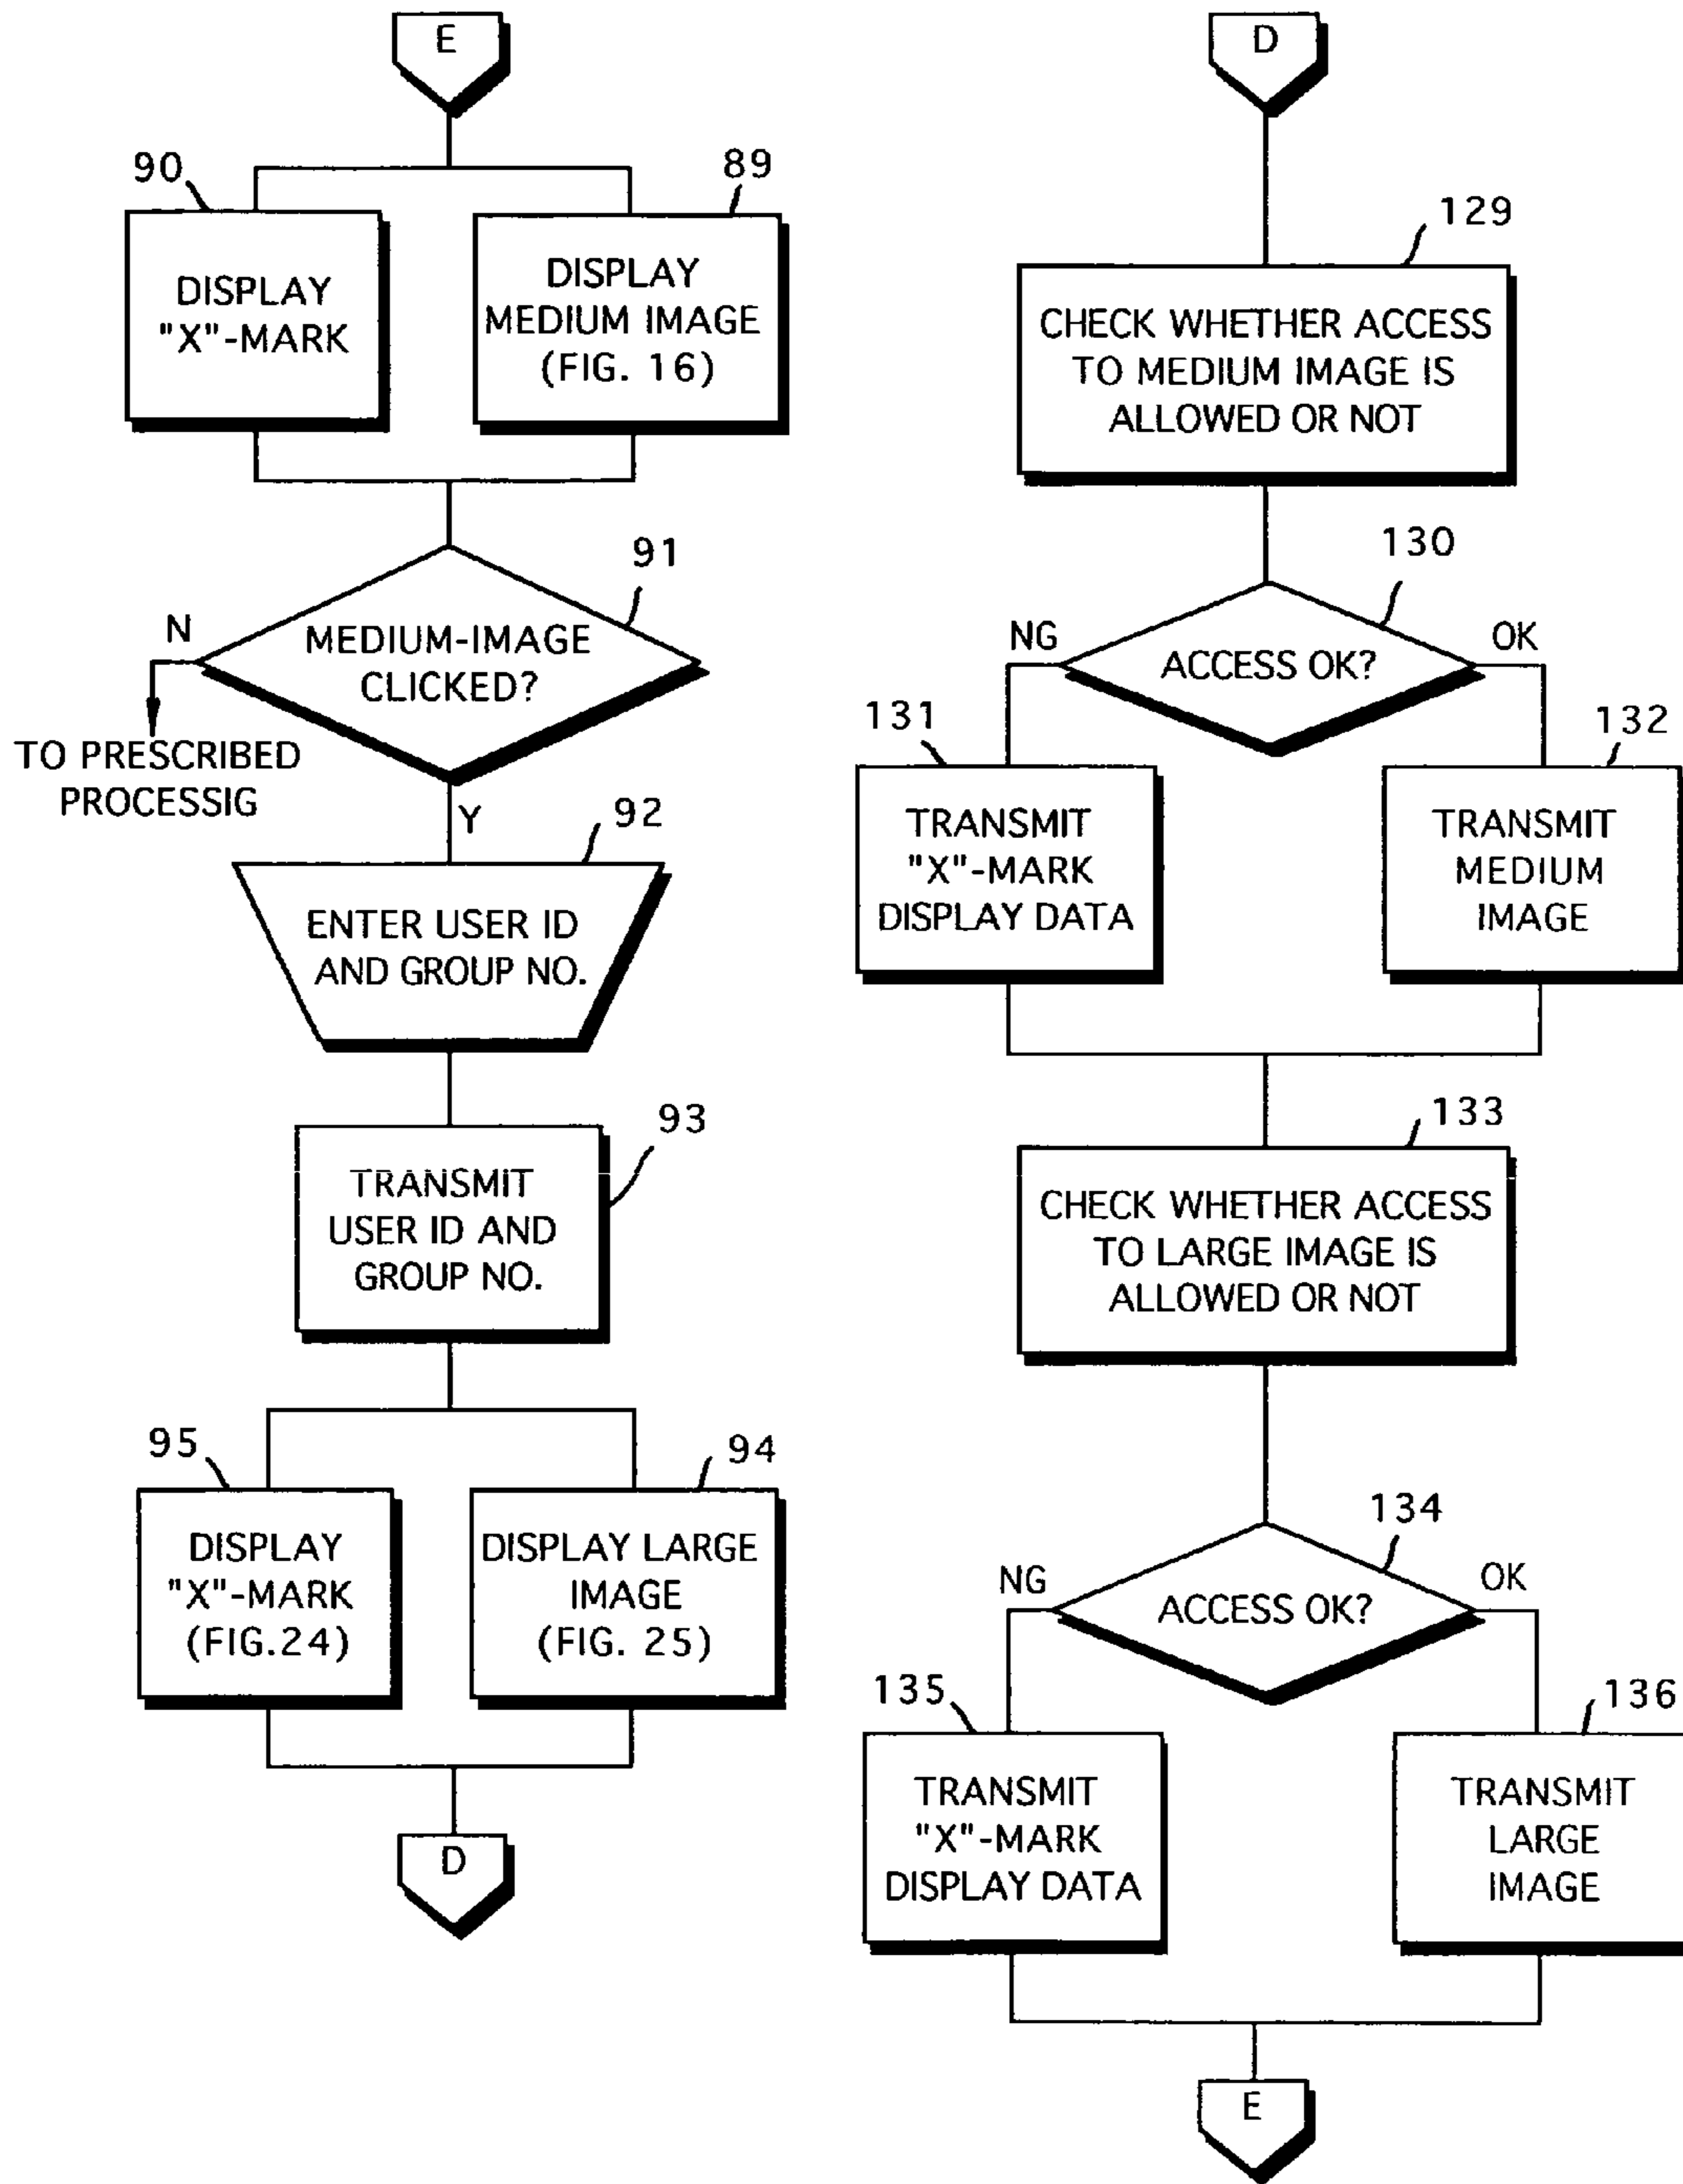 E
90
DISPLAY
"X"-MARK
89
DISPLAY
MEDIUM IMAGE
(FIG. 16)
91
MEDIUM-IMAGE
CLICKED?
N
TO PRESCRIBED
PROCESSIG
Y
92
ENTER USER ID
AND GROUP NO.
93
TRANSMIT
USER ID AND
GROUP NO.
95
DISPLAY
"X"-MARK
(FIG.24)
94
DISPLAY LARGE
IMAGE
(FIG. 25)
D
D
129
CHECK WHETHER ACCESS
TO MEDIUM IMAGE IS
ALLOWED OR NOT
130
NG
ACCESS OK?
OK
131
TRANSMIT
"X"-MARK
DISPLAY DATA
132
TRANSMIT
MEDIUM
IMAGE
133
CHECK WHETHER ACCESS
TO LARGE IMAGE IS
ALLOWED OR NOT
134
NG
ACCESS OK?
OK
135
TRANSMIT
"X"-MARK
DISPLAY DATA
136
TRANSMIT
LARGE
IMAGE
E